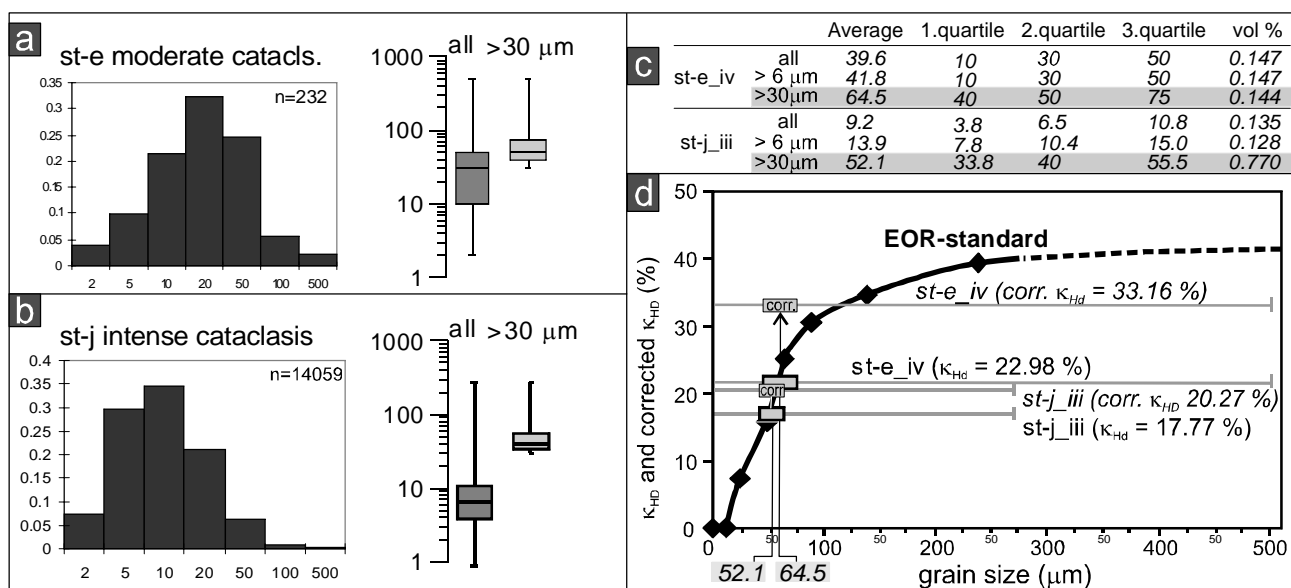 a
st-e moderate catacls.
n=232
0.35
0.3
0.25
0.2
0.15
0.1
0.05
0
2 5 10 20 50 100 500
all >30 μm
1000
100
10
1
b
st-j intense cataclasis
n=14059
0.4
0.35
0.3
0.25
0.2
0.15
0.1
0.05
0
2 5 10 20 50 100 500
all >30 μm
1000
100
10
1
c
Average 1.quartile 2.quartile 3.quartile vol %
st-e_iv
all 39.6 10 30 50 0.147
> 6 μm 41.8 10 30 50 0.147
>30μm 64.5 40 50 75 0.144
st-j_iii
all 9.2 3.8 6.5 10.8 0.135
> 6 μm 13.9 7.8 10.4 15.0 0.128
>30μm 52.1 33.8 40 55.5 0.770
d
κHD and corrected κHD (%)
50
40
30
20
10
0
EOR-standard
st-e_iv (corr. κHd = 33.16 %)
corr.
st-e_iv (κHd = 22.98 %)
corr.
st-j_iii (corr. κHD 20.27 %)
st-j_iii (κHd = 17.77 %)
0 50 100 50 200 50 300 50 400 50 500
52.1 64.5
grain size (μm)